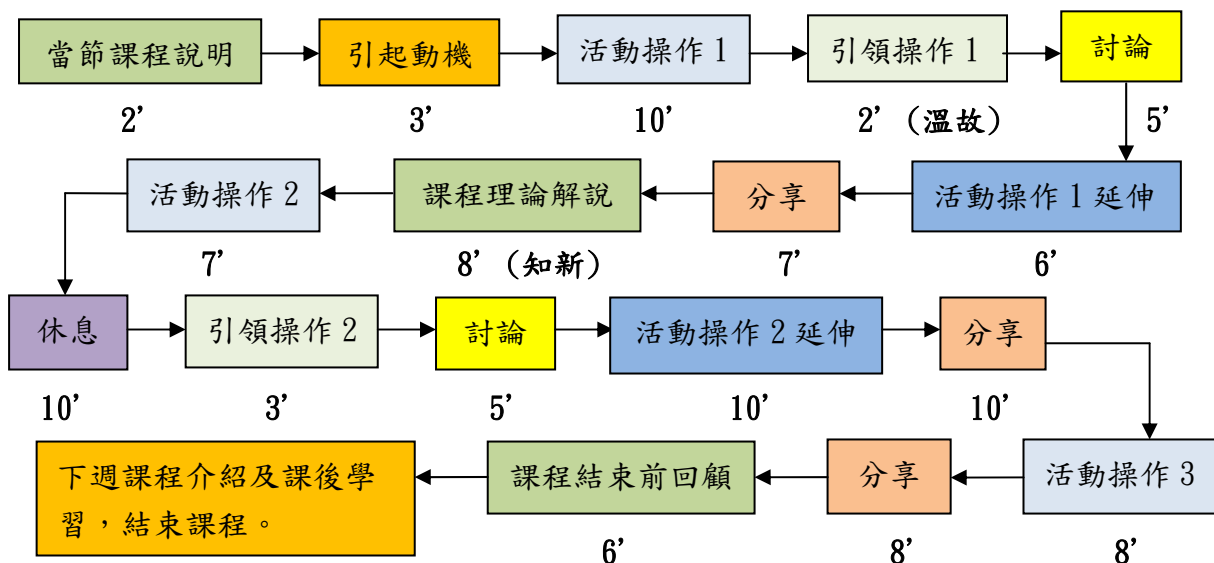 當節課程說明
引起動機
活動操作1
引領操作1
討論
2’
3’
10’
2’（溫故）
5’
活動操作2
課程理論解說
分享
活動操作1延伸
7’
8’（知新）
7’
6’
休息
引領操作2
討論
活動操作2延伸
分享
10’
3’
5’
10’
10’
下週課程介紹及課後學
習，結束課程。
課程結束前回顧
分享
活動操作3
6’
8’
8’